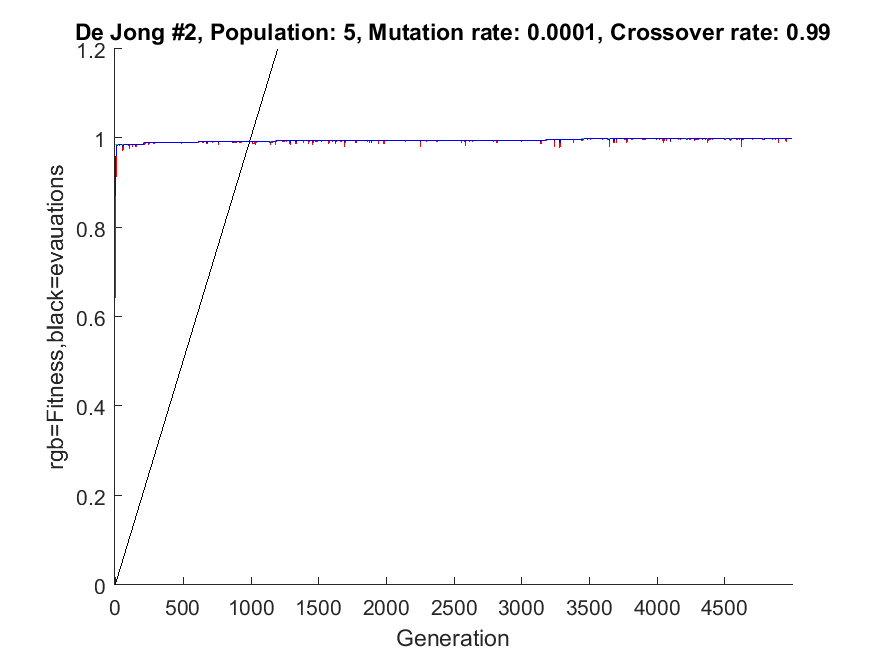 De Jong #2, Population: 5, Mutation rate: 0.0001, Crossover rate: 0.99
1.2
1
0.8
0.6
0.4
0.2
0
rgb=Fitness,black=evauations
0 500 1000 1500 2000 2500 3000 3500 4000 4500
Generation